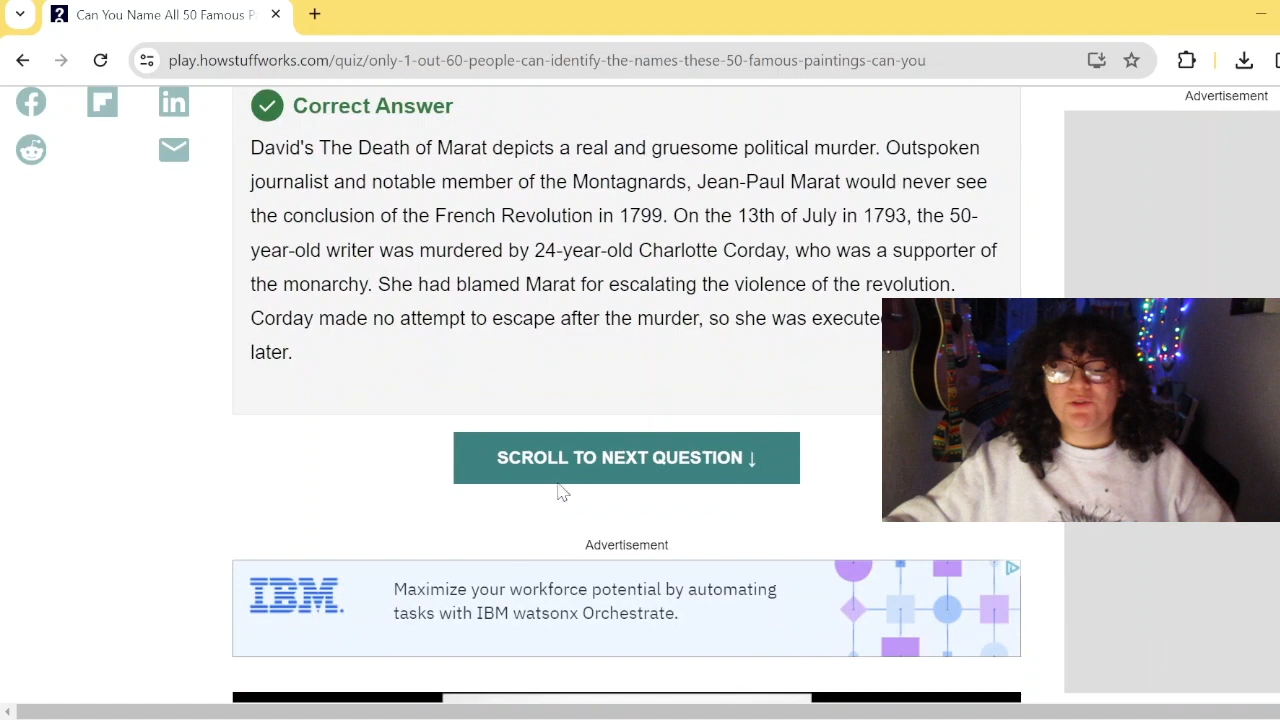 Can You Name All 50 Famous P
play.howstuffworks.com/quiz/only-1-out-60-people-can-identify-the-names-these-50-famous-paintings-can-you
Advertisement
Correct Answer
David's The Death of Marat depicts a real and gruesome political murder. Outspoken
journalist and notable member of the Montagnards, Jean-Paul Marat would never see
the conclusion of the French Revolution in 1799. On the 13th of July in 1793, the 50-
year-old writer was murdered by 24-year-old Charlotte Corday, who was a supporter of
the monarchy. She had blamed Marat for escalating the violence of the revolution.
Corday made no attempt to escape after the murder, so she was executed
later.
SCROLL TO NEXT QUESTION ↓
Advertisement
IBM.
Maximize your workforce potential by automating
tasks with IBM watsonx Orchestrate.